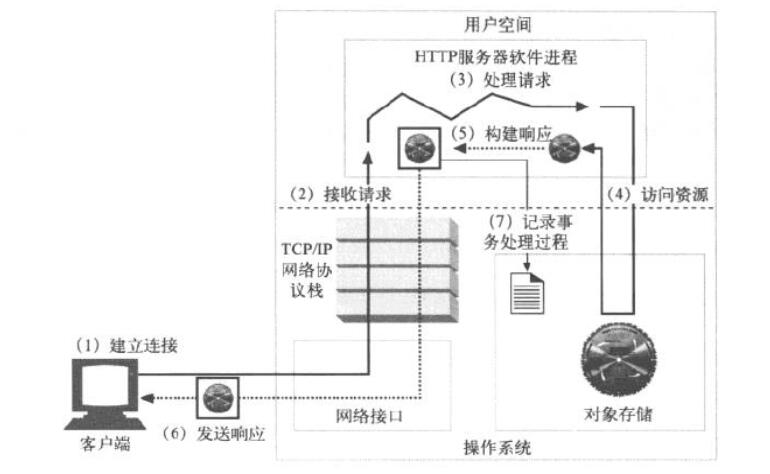 用户空间
HTTP服务器软件进程
（3）处理请求
（5）构建响应
（2）接收请求
（4）访问资源
（7）记录事
务处理过程
TCP/IP
网络协
议栈
（1）建立连接
网络接口
对象存储
（6）发送响应
客户端
操作系统